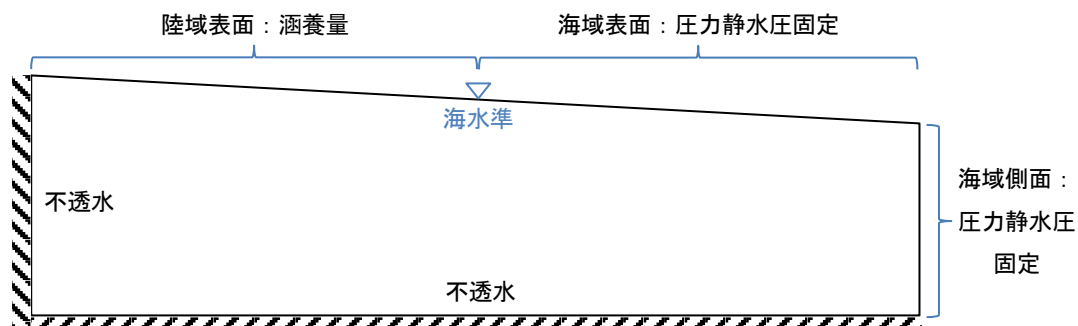 陸域表面：涵養量
海域表面：圧力静水圧固定
海水準
不透水
海域側面：
圧力静水圧
固定
不透水